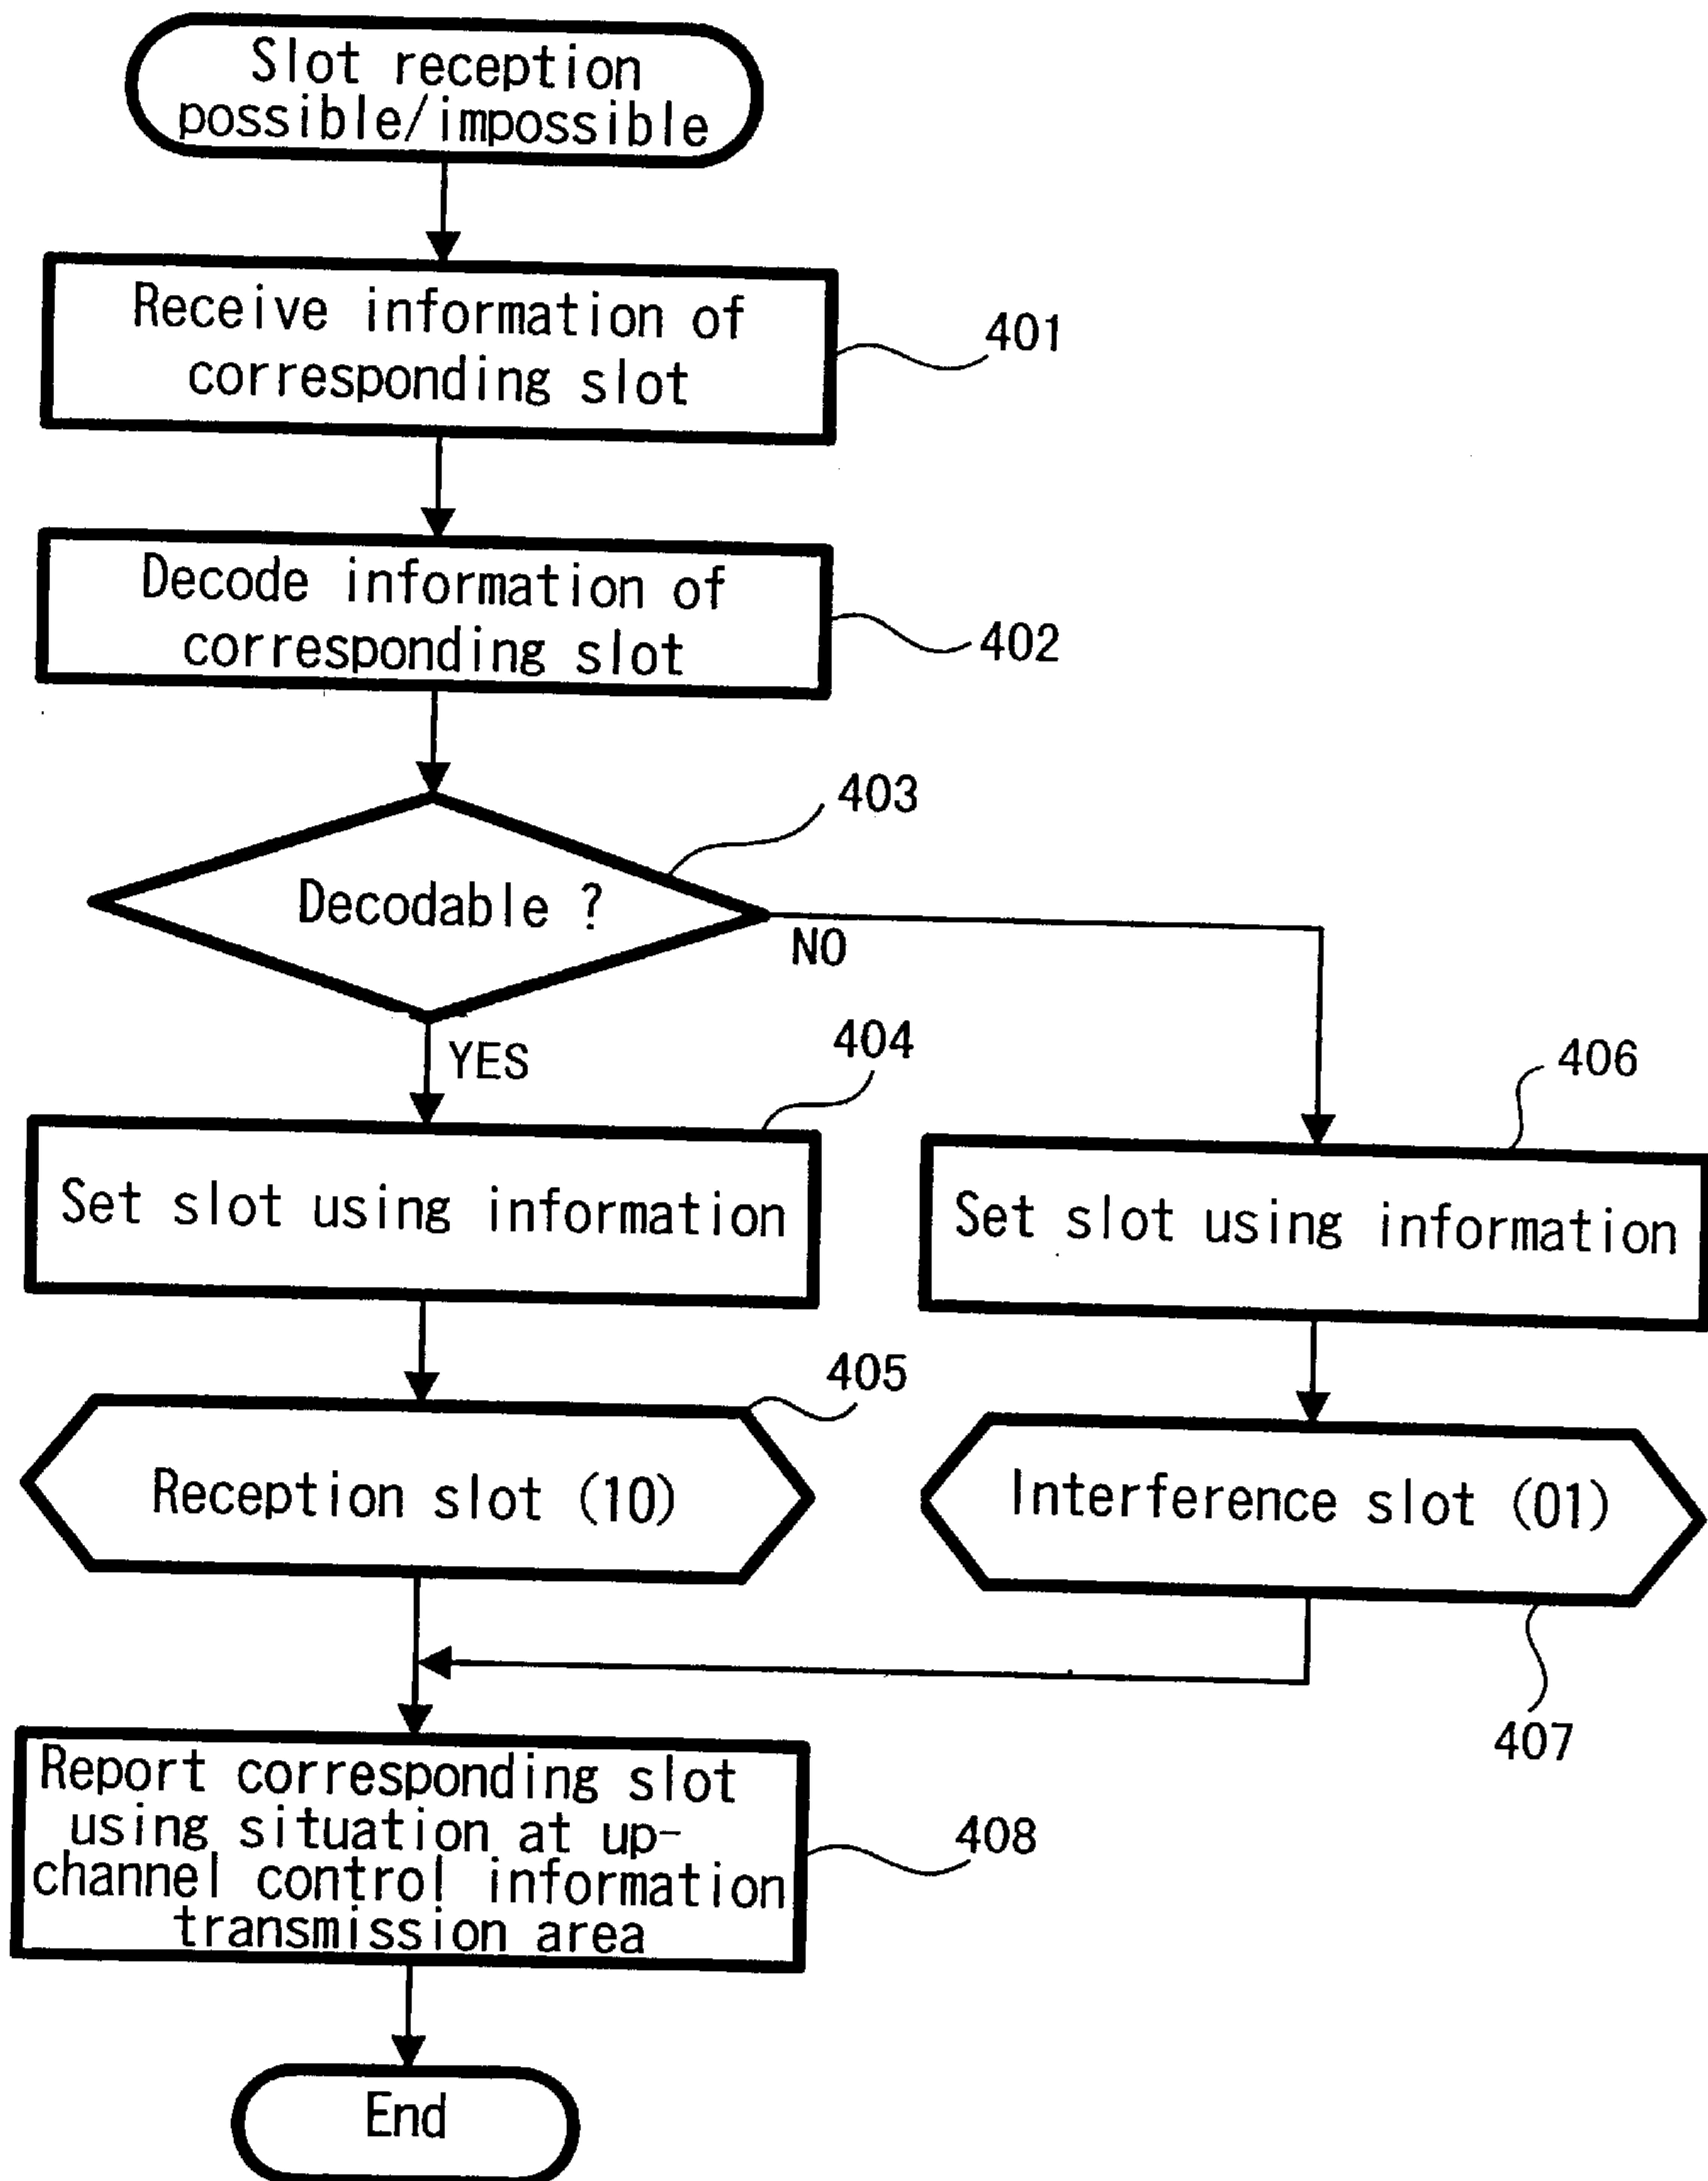 Slot reception
possible/impossible
Receive information of
corresponding slot
401
Decode information of
corresponding slot
402
403
Decodable ?
NO
YES
404
406
Set slot using information
Set slot using information
405
Reception slot (10)
Interference slot (01)
407
Report corresponding slot
using situation at up-
channel control information
transmission area
408
End